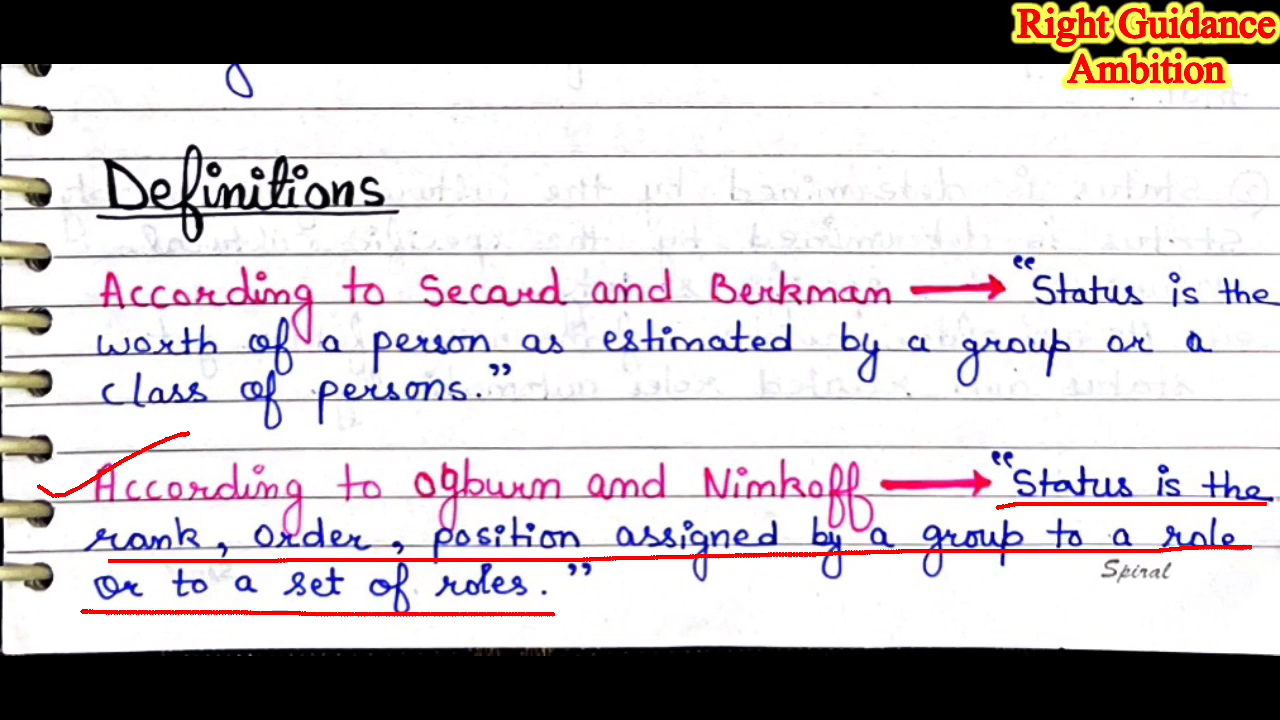 Right Guidance
Ambition
Definitions
According to Secard and Berkman → "Status is the
worth of a person as estimated by a group or a
class of persons."
According to Ogburn and Nimkoff → "Status is the
rank, order, position assigned by a group to a role
or to a set of roles."
Spiral